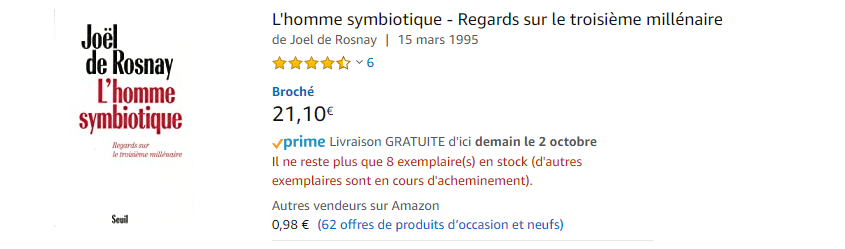 Joël
de Rosnay
L'homme
symbiotique
Regards sur
le troisième millénaire
Seuil
L'homme symbiotique - Regards sur le troisième millénaire
de Joel de Rosnay | 15 mars 1995
6
Broché
21,10€
prime Livraison GRATUITE d'ici demain le 2 octobre
Il ne reste plus que 8 exemplaire(s) en stock (d'autres
exemplaires sont en cours d'acheminement).
Autres vendeurs sur Amazon
0,98 € (62 offres de produits d’occasion et neufs)